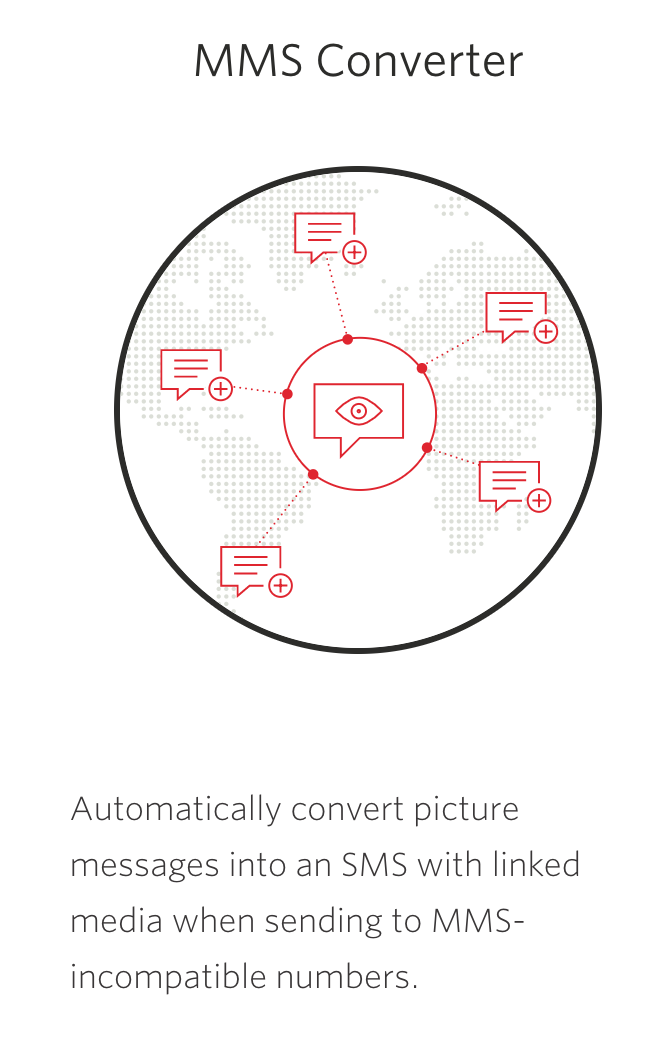 MMS Converter
Automatically convert picture
messages into an SMS with linked
media when sending to MMS-
incompatible numbers.